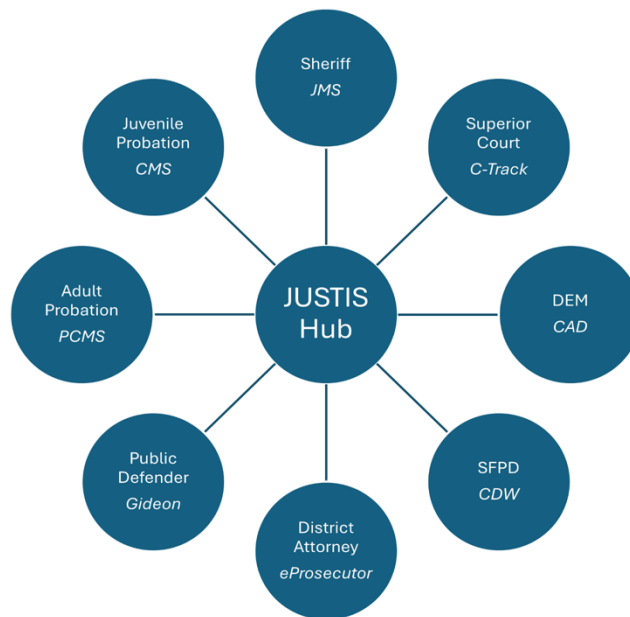 Sheriff
JMS
Juvenile
Probation
CMS
Superior
Court
C-Track
Adult
Probation
PCMS
JUSTIS
Hub
DEM
CAD
Public
Defender
Gideon
SFPD
CDW
District
Attorney
eProsecutor